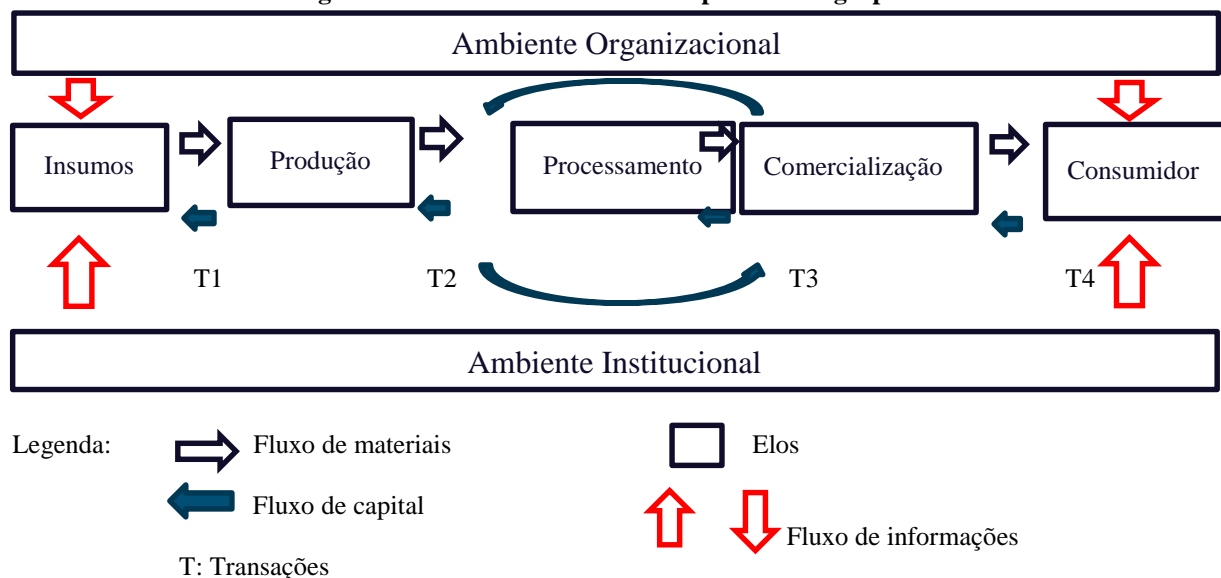 Ambiente Organizacional
Insumos
Produção
Processamento
Comercialização
Consumidor
T1
T2
T3
T4
Ambiente Institucional
Legenda:
Fluxo de materiais
Elos
Fluxo de capital
Fluxo de informações
T: Transações